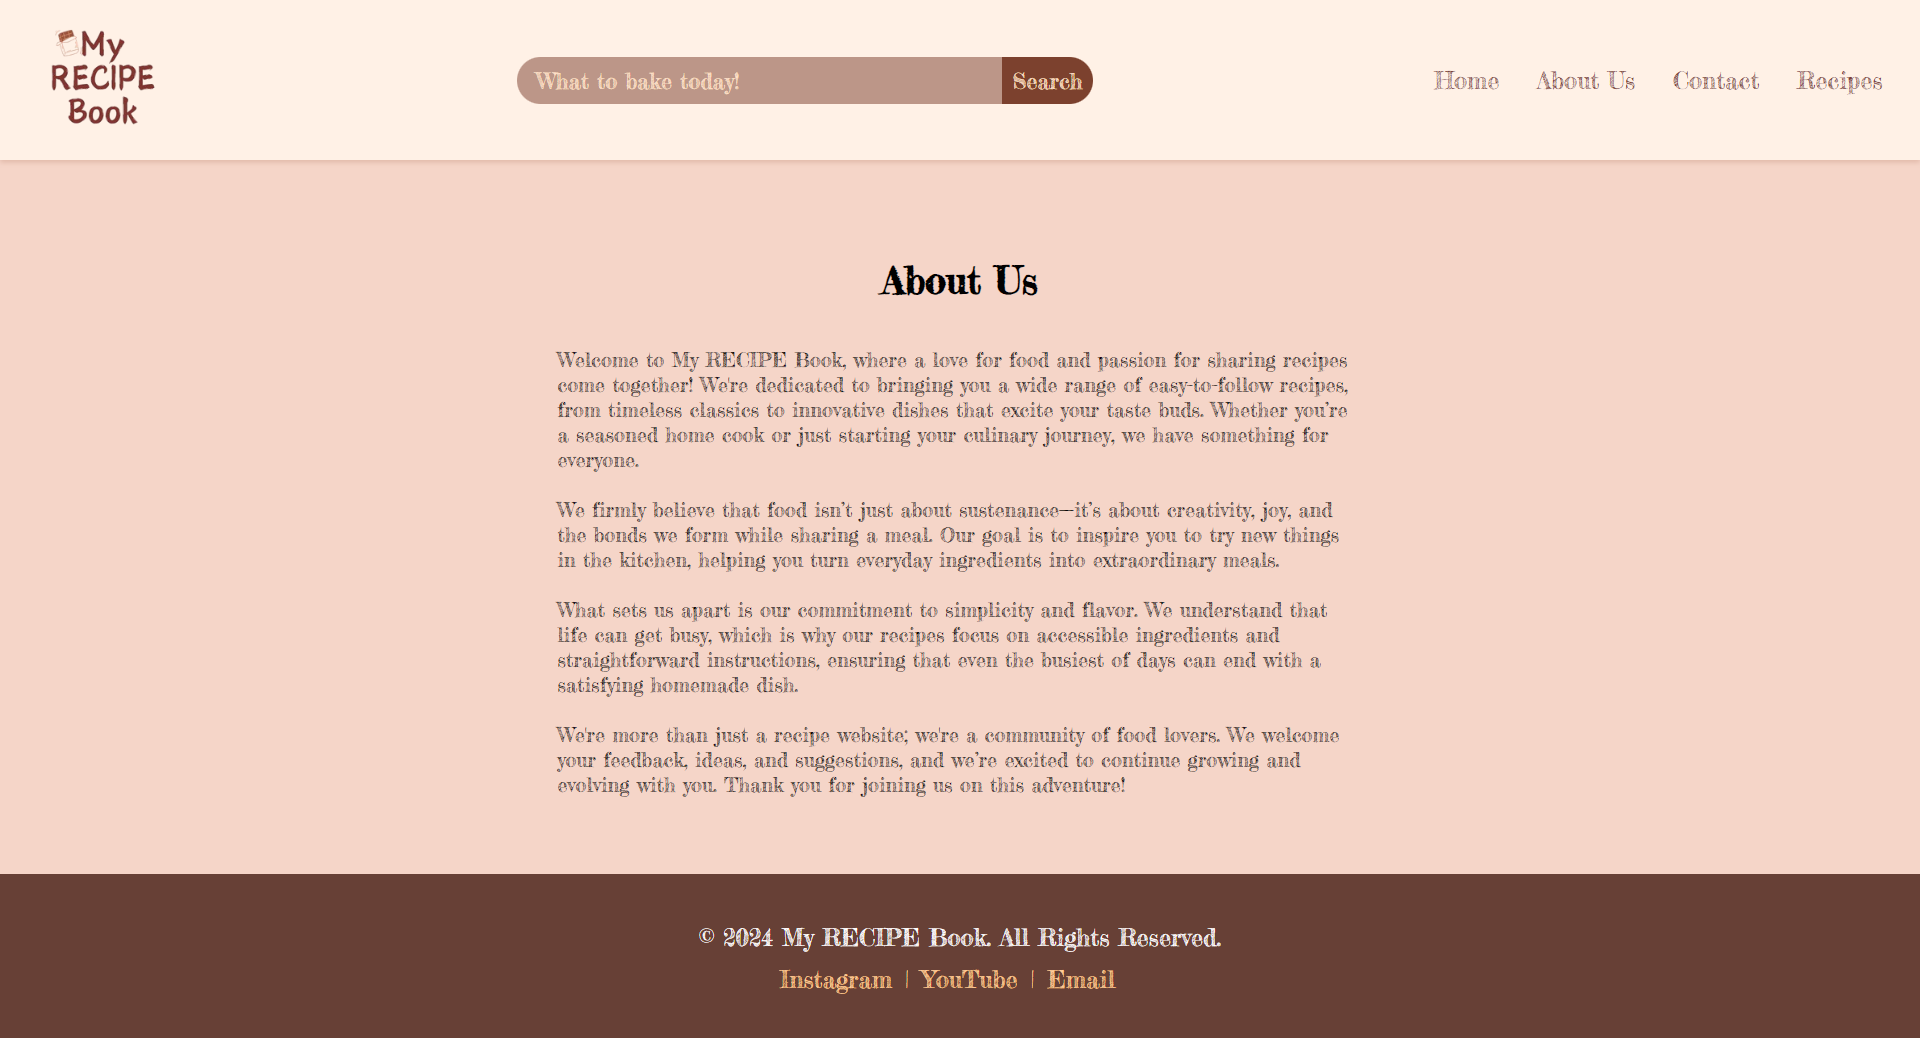 My
RECIPE
Book
What to bake today!
Search
Home
About Us
Contact
Recipes
About Us
Welcome to My RECIPE Book, where a love for food and passion for sharing recipes
come together! We're dedicated to bringing you a wide range of easy-to-follow recipes,
from timeless classics to innovative dishes that excite your taste buds. Whether you’re
a seasoned home cook or just starting your culinary journey, we have something for
everyone.
We firmly believe that food isn’t just about sustenance—it’s about creativity, joy, and
the bonds we form while sharing a meal. Our goal is to inspire you to try new things
in the kitchen, helping you turn everyday ingredients into extraordinary meals.
What sets us apart is our commitment to simplicity and flavor. We understand that
life can get busy, which is why our recipes focus on accessible ingredients and
straightforward instructions, ensuring that even the busiest of days can end with a
satisfying homemade dish.
We're more than just a recipe website; we're a community of food lovers. We welcome
your feedback, ideas, and suggestions, and we’re excited to continue growing and
evolving with you. Thank you for joining us on this adventure!
© 2024 My RECIPE Book. All Rights Reserved.
Instagram | YouTube | Email